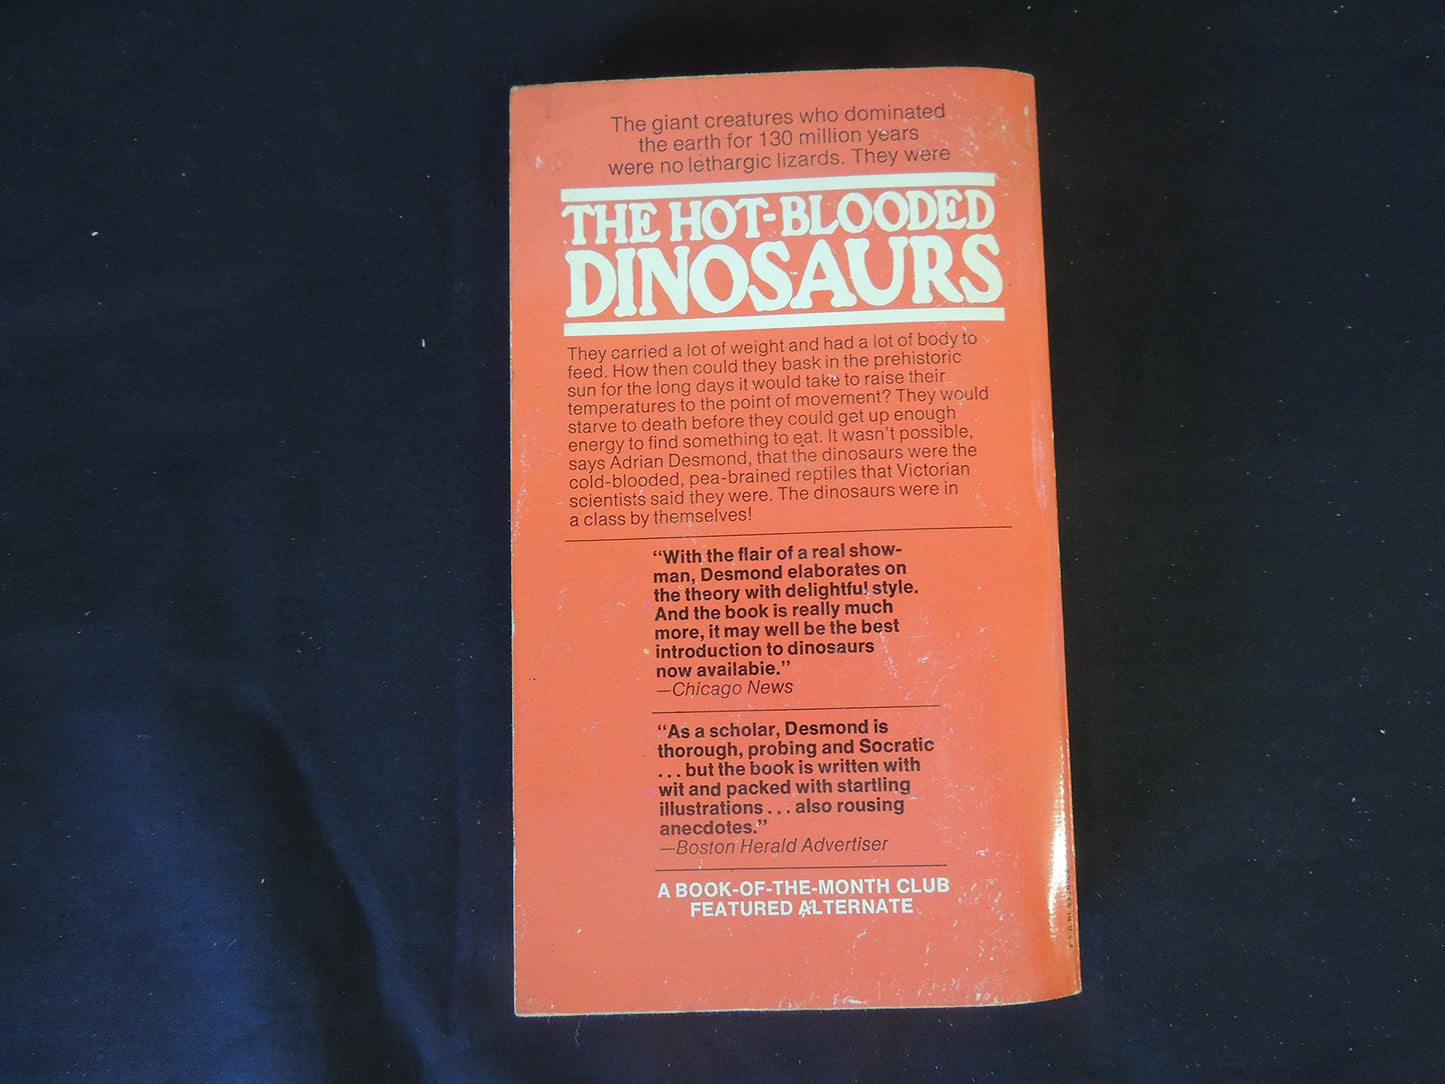 The giant creatures who dominated
the earth for 130 million years
were no lethargic lizards. They were
THE HOT-BLOODED
DINOSAURS
They carried a lot of weight and had a lot of body to
feed. How then could they bask in the prehistoric
sun for the long days it would take to raise their
temperatures to the point of movement? They would
starve to death before they could get up enough
energy to find something to eat. It wasn't possible,
says Adrian Desmond, that the dinosaurs were the
cold-blooded, pea-brained reptiles that Victorian
scientists said they were. The dinosaurs were in
a class by themselves!
"With the flair of a real show-
man, Desmond elaborates on
the theory with delightful style.
And the book is really much
more, it may well be the best
introduction to dinosaurs
now available."
—Chicago News
"As a scholar, Desmond is
thorough, probing and Socratic
... but the book is written with
wit and packed with startling
illustrations ... also rousing
anecdotes."
—Boston Herald Advertiser
A BOOK-OF-THE-MONTH CLUB
FEATURED ALTERNATE